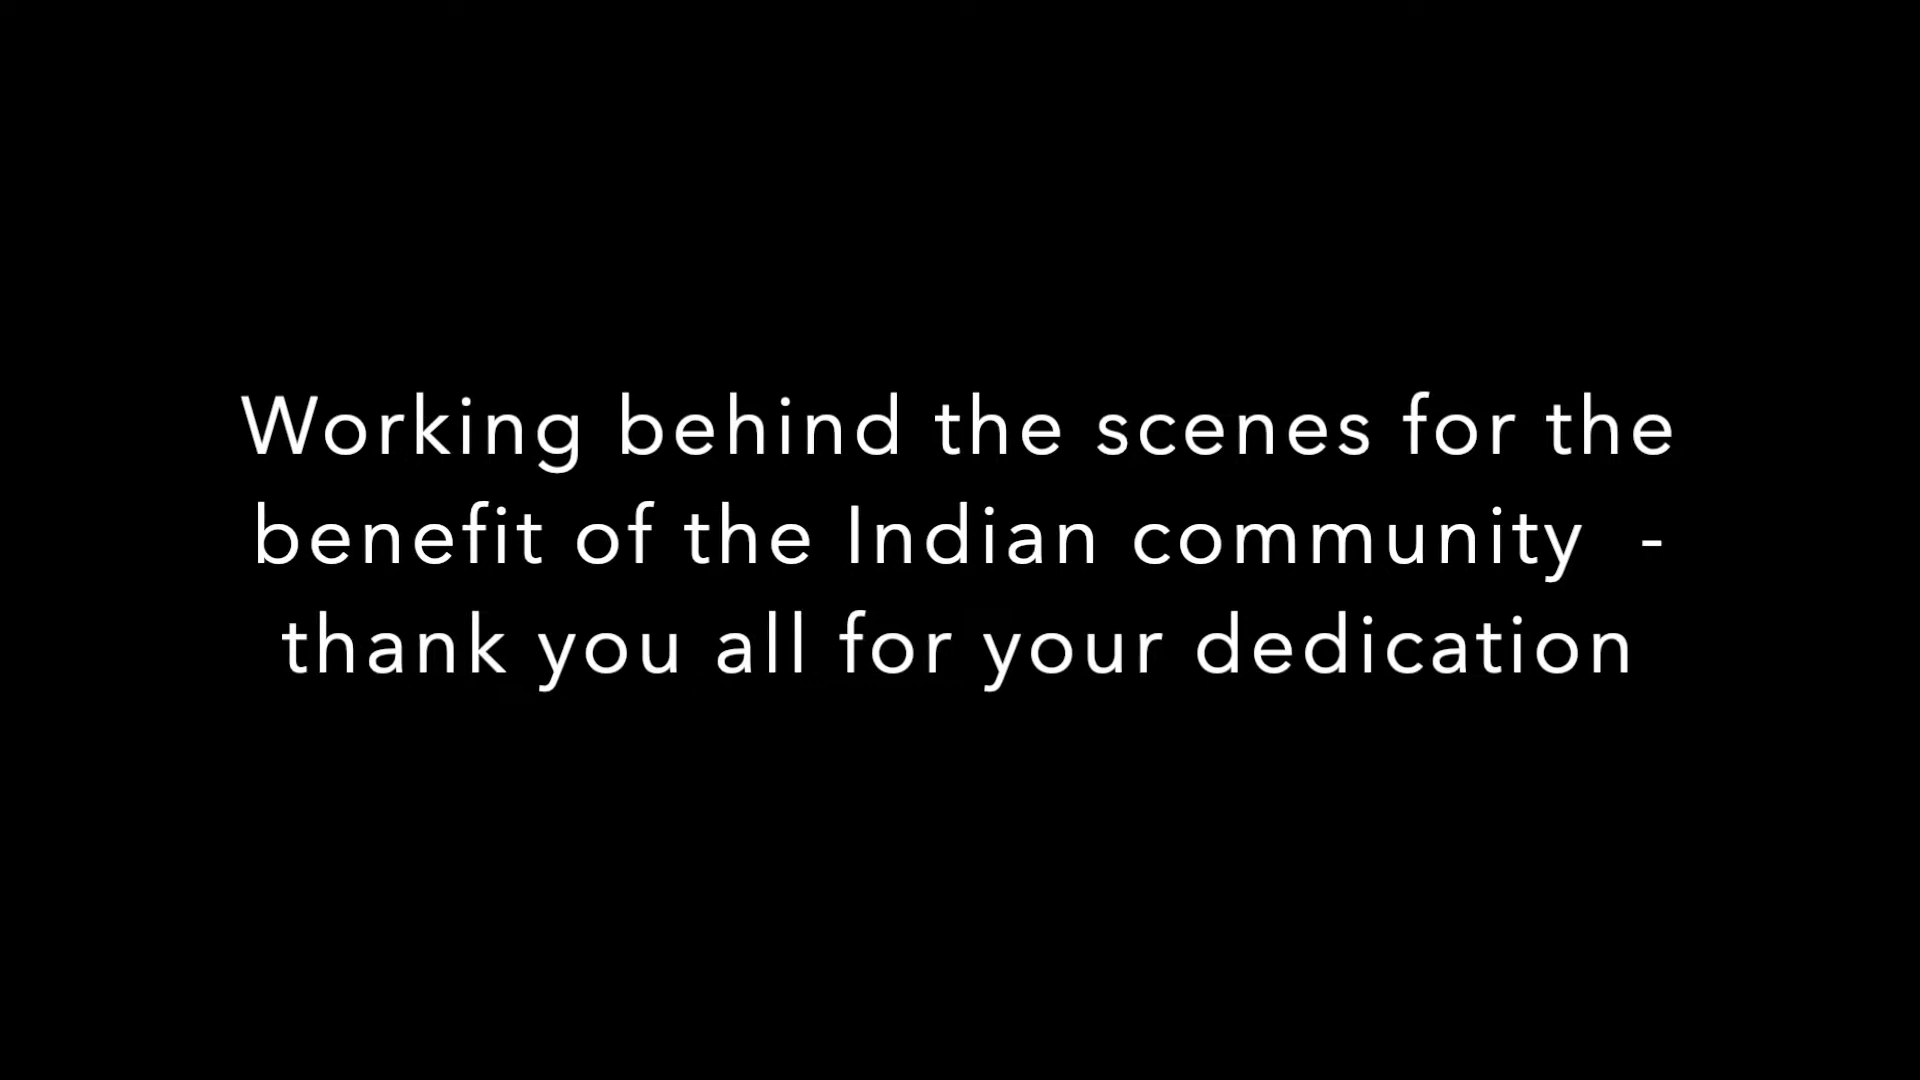 Working behind the scenes for the
benefit of the Indian community  -
thank you all for your dedication